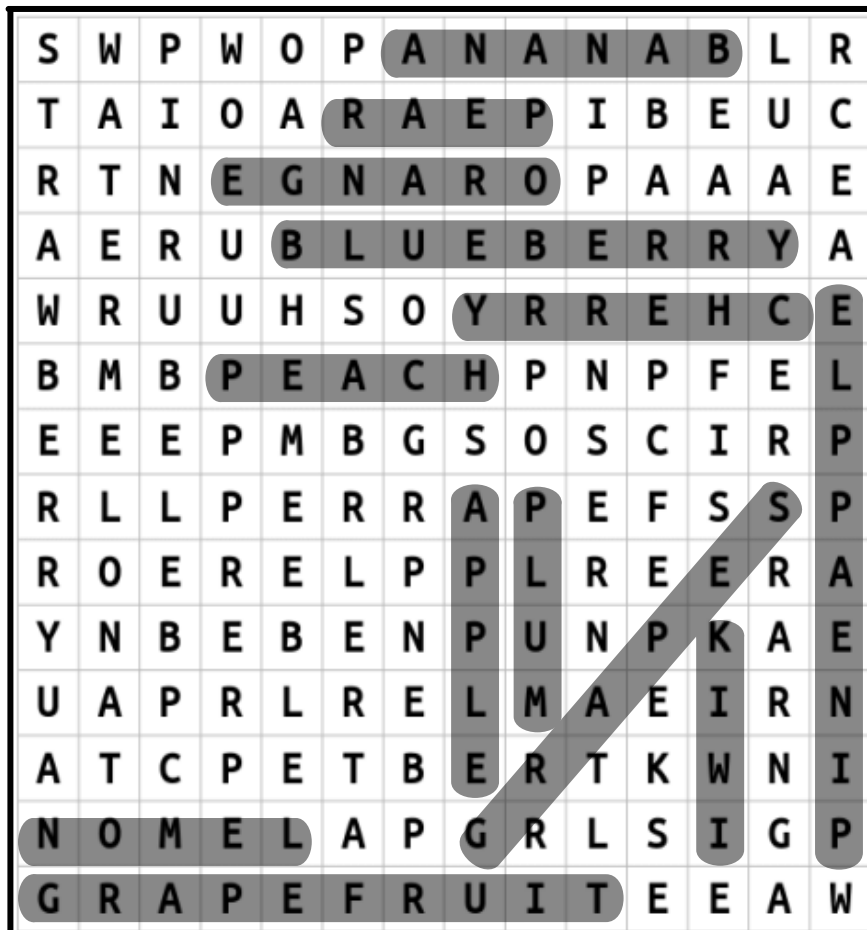 S W P W O P A N A N A B L R
T A I O A R A E P I B E U C
R T N E G N A R O P A A A E
A E R U B L U E B E R R Y A
W R U U H S O Y R R E H C E
B M B P E A C H P N P F E L
E E E P M B G S O S C I R P
R L L P E R R A P E F S S P
R O E R E L P P L R E E R A
Y N B E B E N P U N P K A E
U A P R L R E L M A E I R N
A T C P E T B E R T K W N I
N O M E L A P G R L S I G P
G R A P E F R U I T E E A W